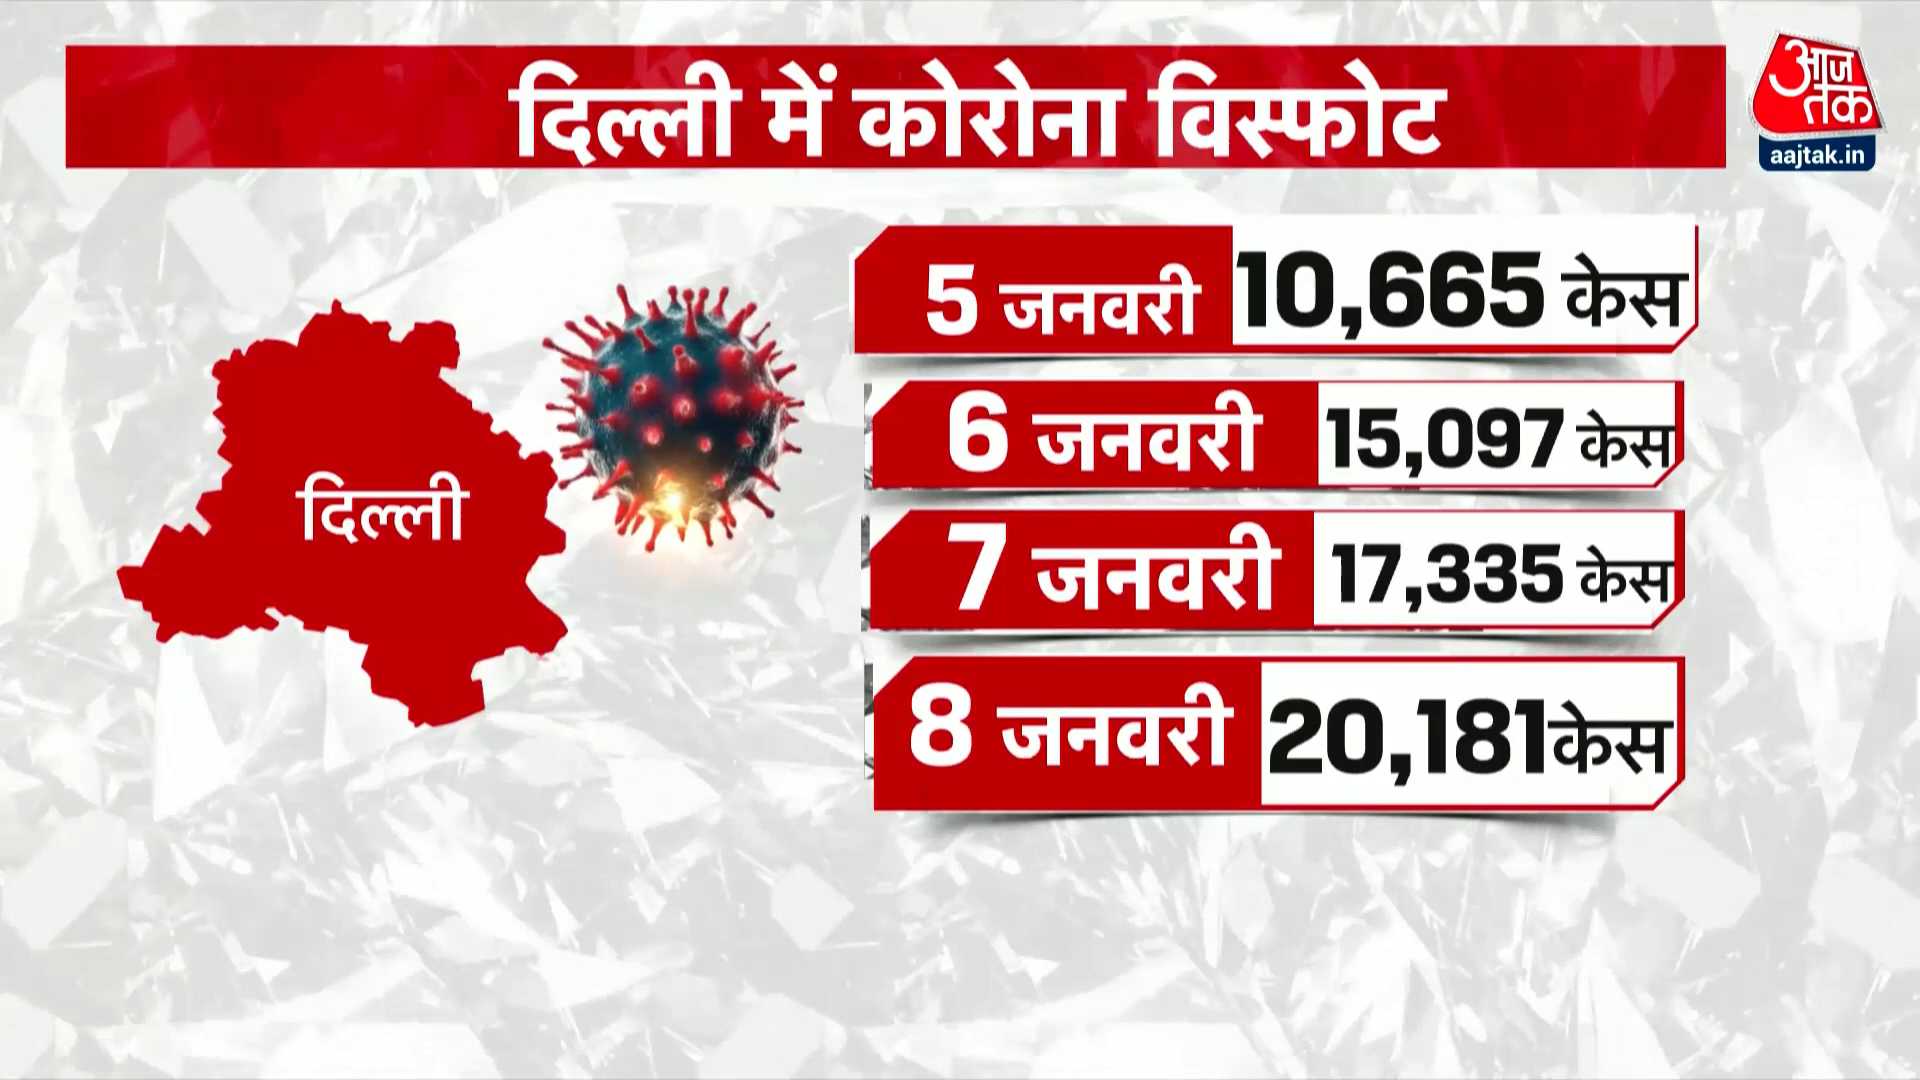 दिल्ली में कोरोना विस्फोट
आज
तक
aajtak.in
दिल्ली
5 जनवरी 10,665 केस
6 जनवरी 15,097 केस
7 जनवरी 17,335 केस
8 जनवरी 20,181 केस